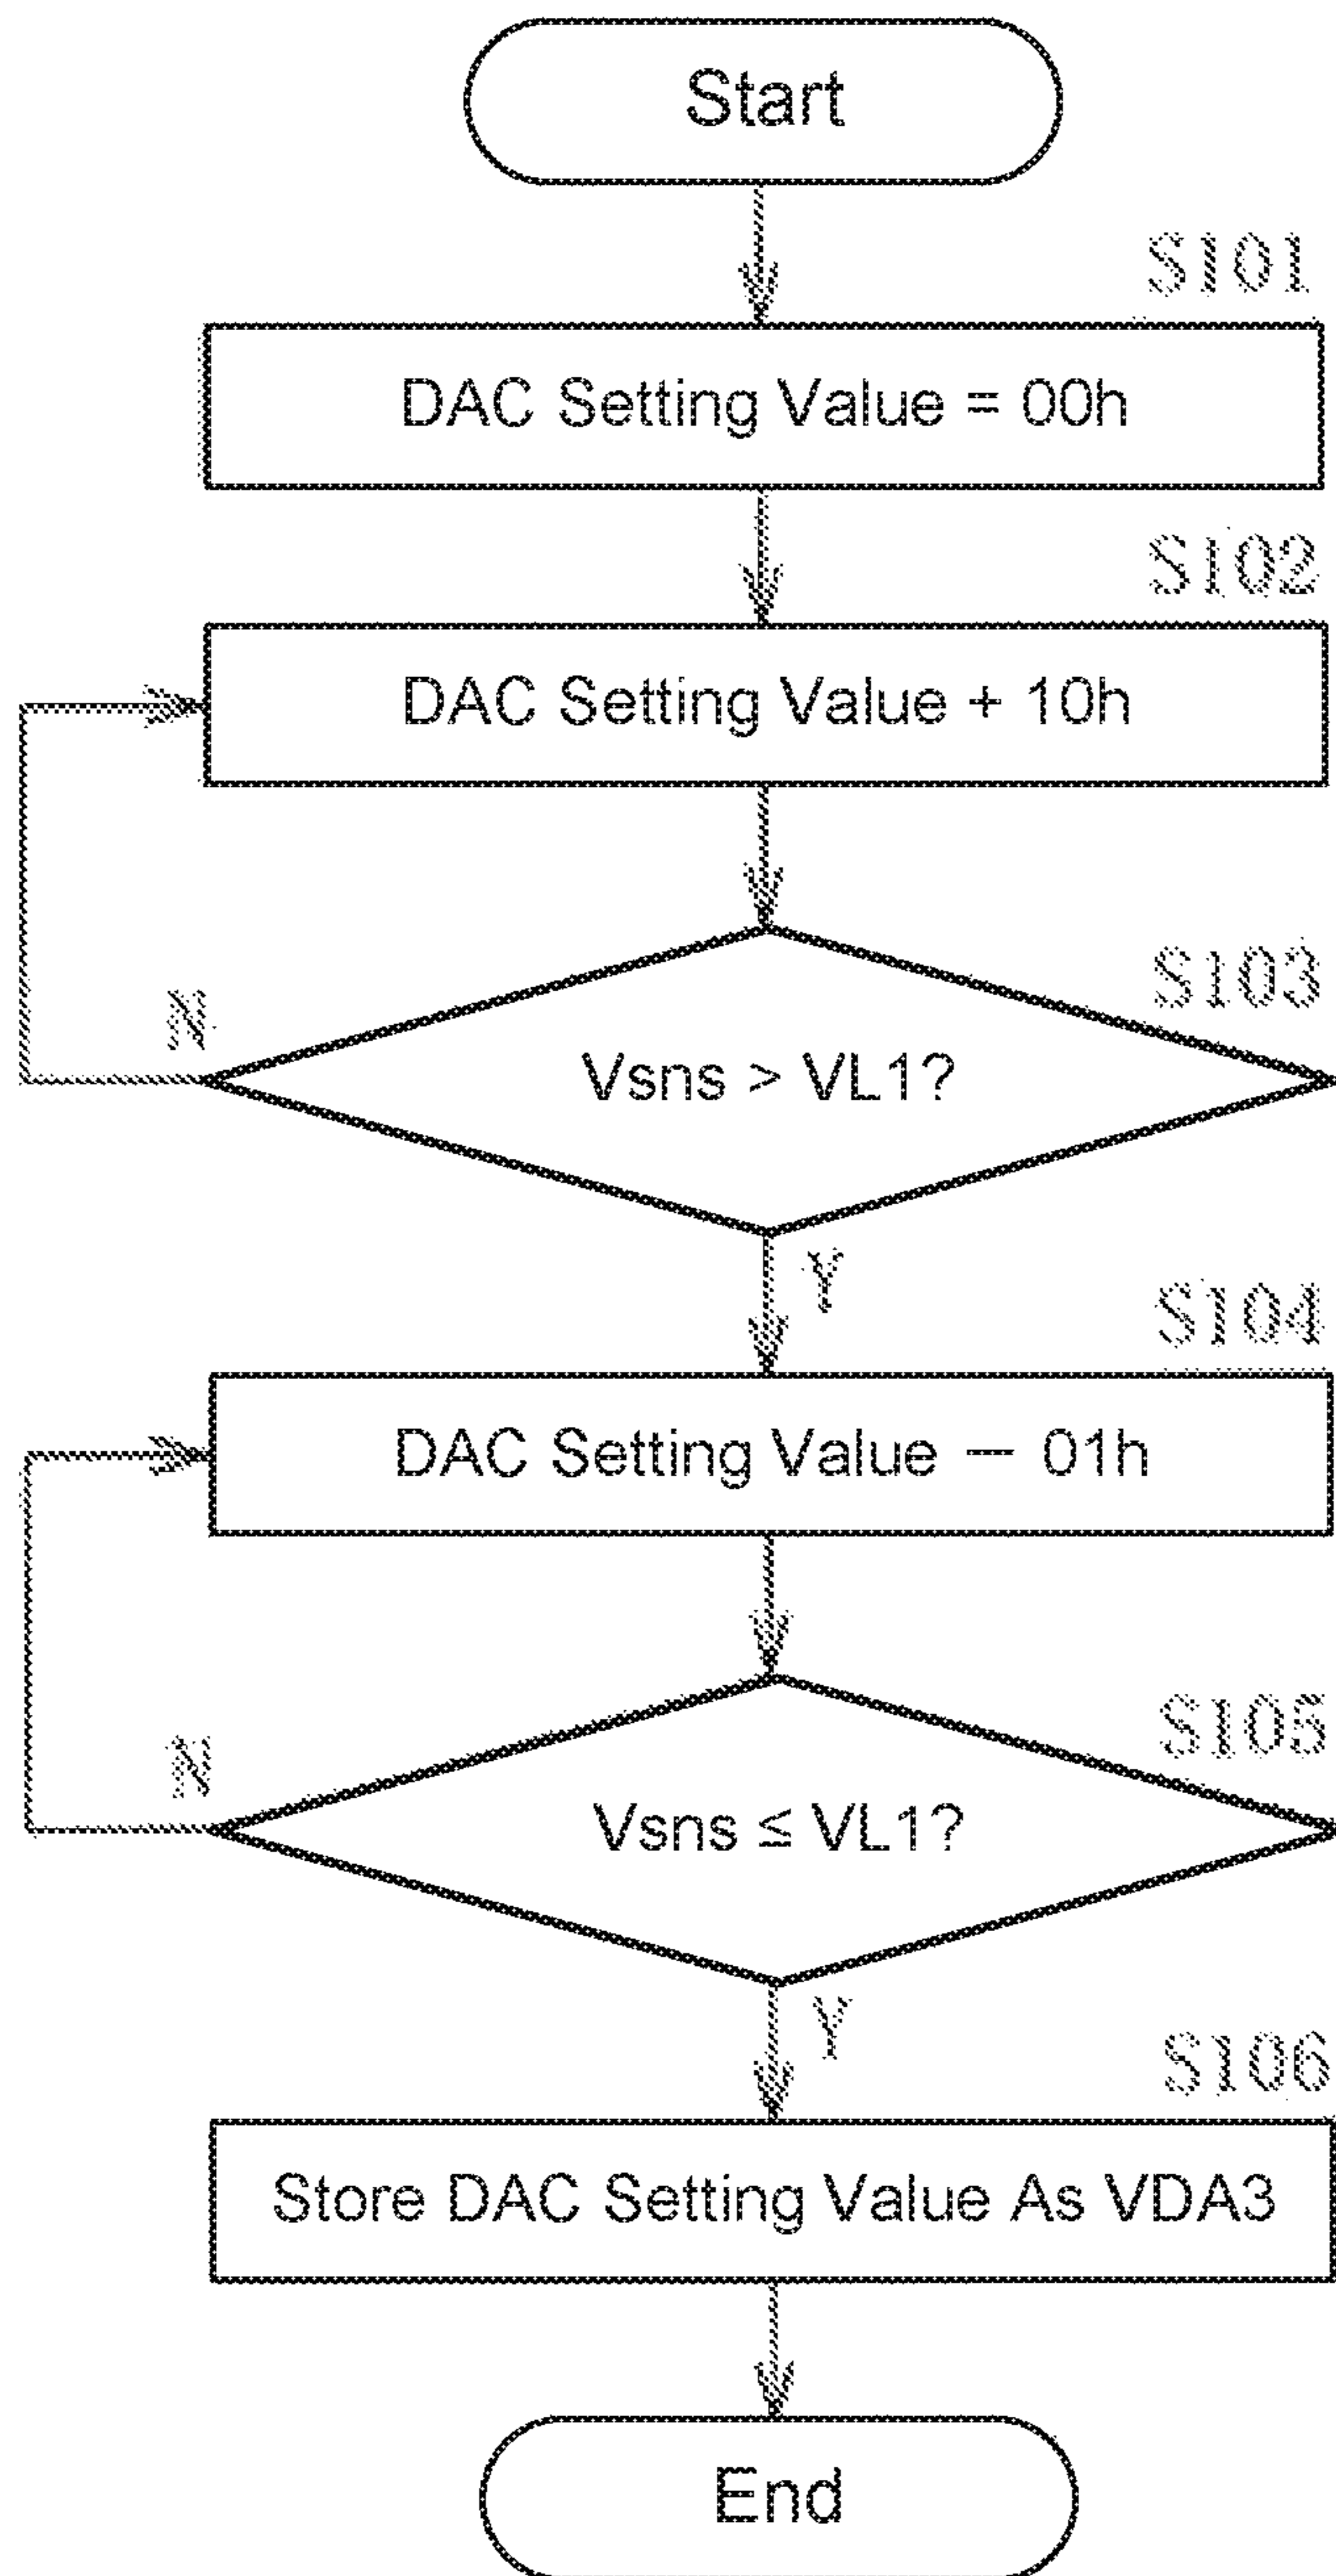 Start
S101
DAC Setting Value = 00h
S102
DAC Setting Value + 10h
S103
N
Vsns > VL1?
Y
S104
DAC Setting Value — 01h
S105
N
Vsns ≤ VL1?
Y
S106
Store DAC Setting Value As VDA3
End